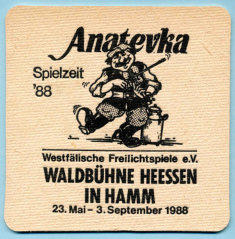 Anatevka
Spielzeit
'88
Westfälische Freilichtspiele e.V.
WALDBÜHNE HEESSEN
IN HAMM
23. Mai - 3. September 1988